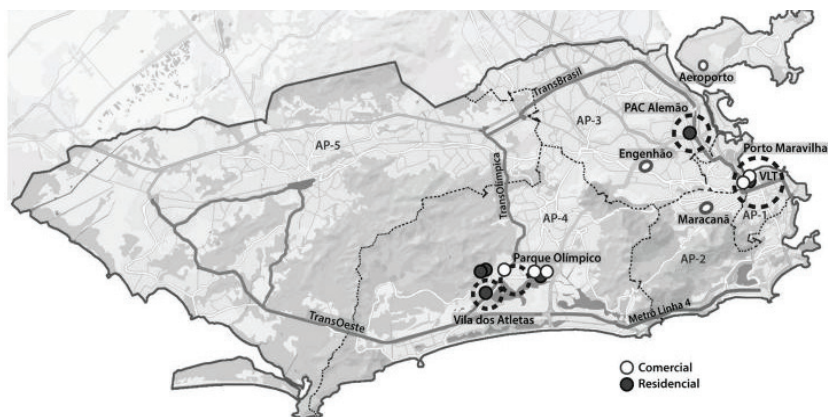 Aeroporto
TransBrasil
PAC Alemão
AP-3
Porto Maravilha
AP-5
Engenhão
VLT
TransOlímpica
Maracanã
AP-1
AP-4
AP-2
Parque Olímpico
TransOeste
Vila dos Atletas
Metrô Linha 4
Comercial
Residencial